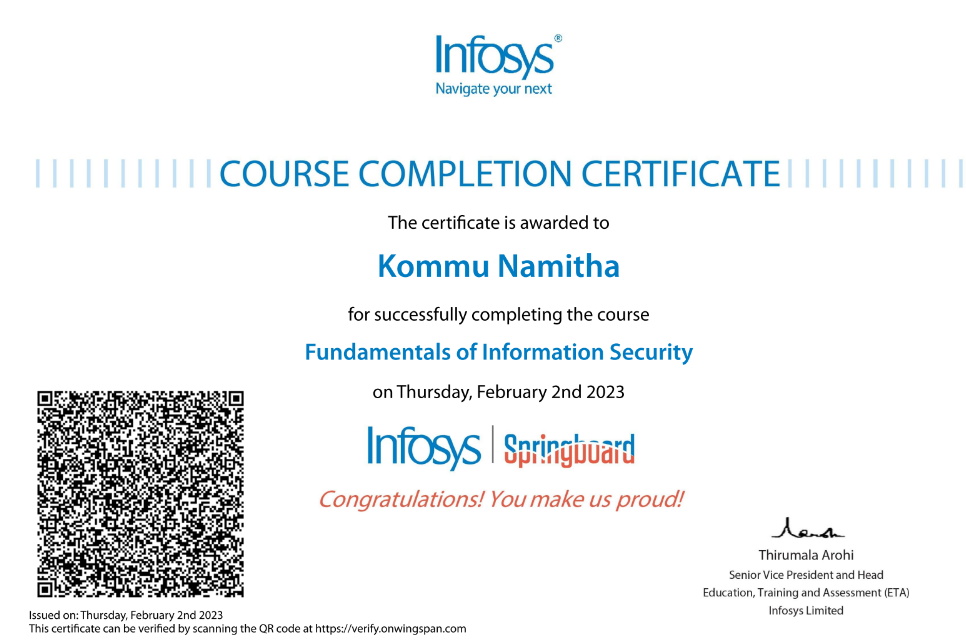 Infosys®
Navigate your next
COURSE COMPLETION CERTIFICATE
The certificate is awarded to
Kommu Namitha
for successfully completing the course
Fundamentals of Information Security
on Thursday, February 2nd 2023
Infosys | Springboard
Congratulations! You make us proud!
Thirumala Arohi
Senior Vice President and Head
Education, Training and Assessment (ETA)
Infosys Limited
Issued on: Thursday, February 2nd 2023
This certificate can be verified by scanning the QR code at https://verify.onwingspan.com